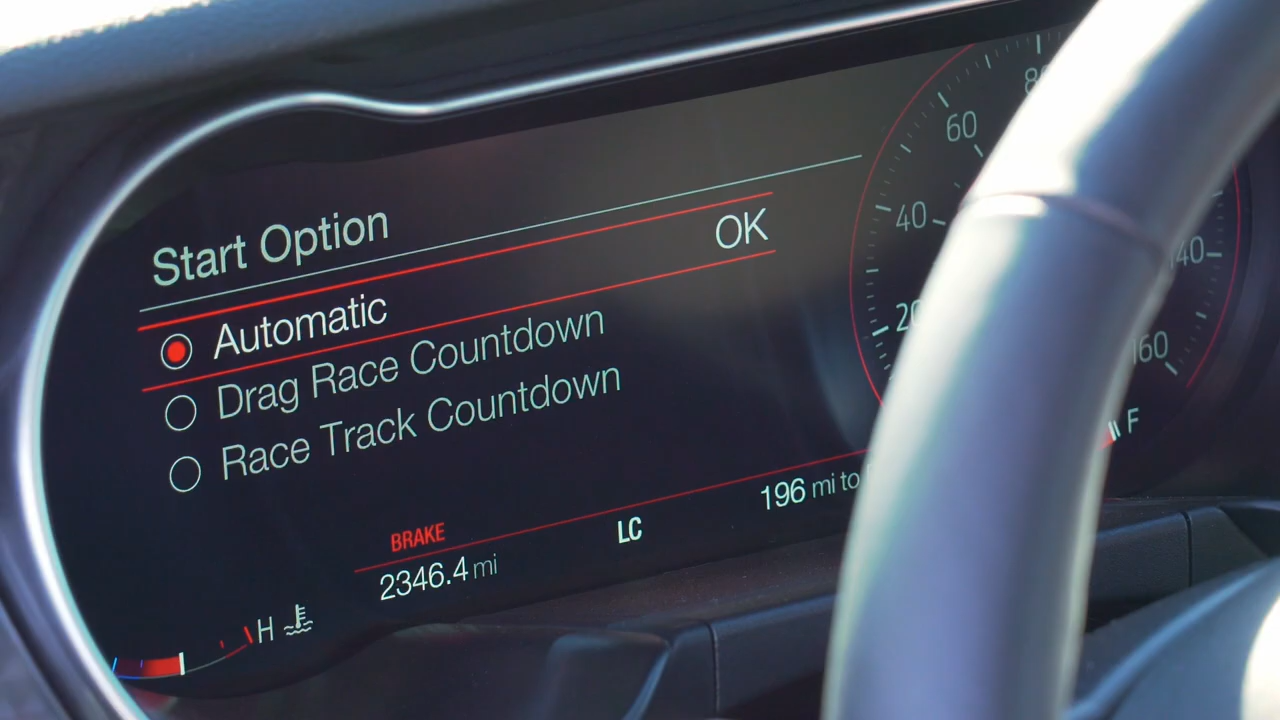 Start Option
Automatic OK
Drag Race Countdown
Race Track Countdown
BRAKE
2346.4 mi
LC
196 mi to
H
20
40
60
160
F